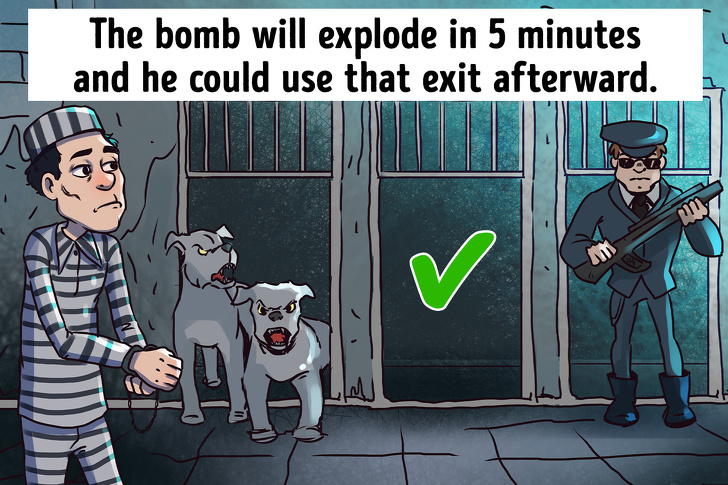 The bomb will explode in 5 minutes
and he could use that exit afterward.